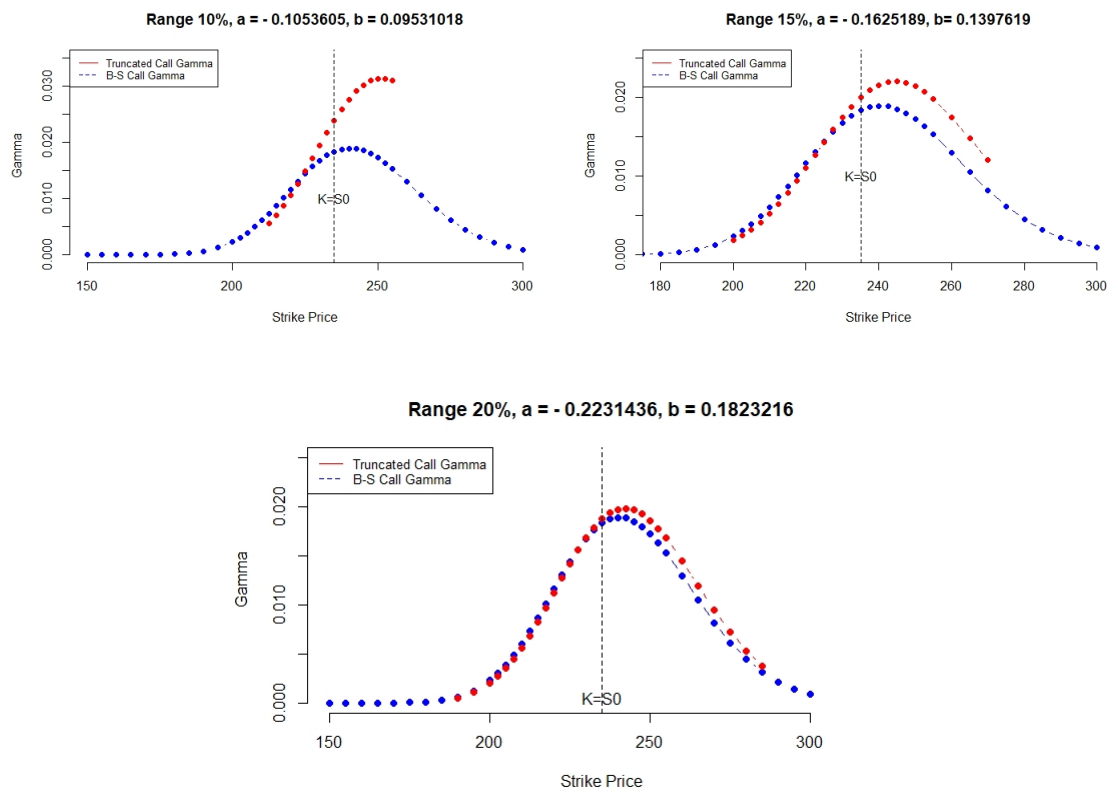 Range 10%, a = - 0.1053605, b = 0.09531018
Truncated Call Gamma
B-S Call Gamma
Gamma
0.000 0.010 0.020 0.030
K=S0
150 200 250 300
Strike Price
Range 15%, a = - 0.1625189, b= 0.1397619
Truncated Call Gamma
B-S Call Gamma
Gamma
0.000 0.010 0.020
K=S0
180 200 220 240 260 280 300
Strike Price
Range 20%, a = - 0.2231436, b = 0.1823216
Truncated Call Gamma
B-S Call Gamma
Gamma
0.000 0.010 0.020
K=S0
150 200 250 300
Strike Price